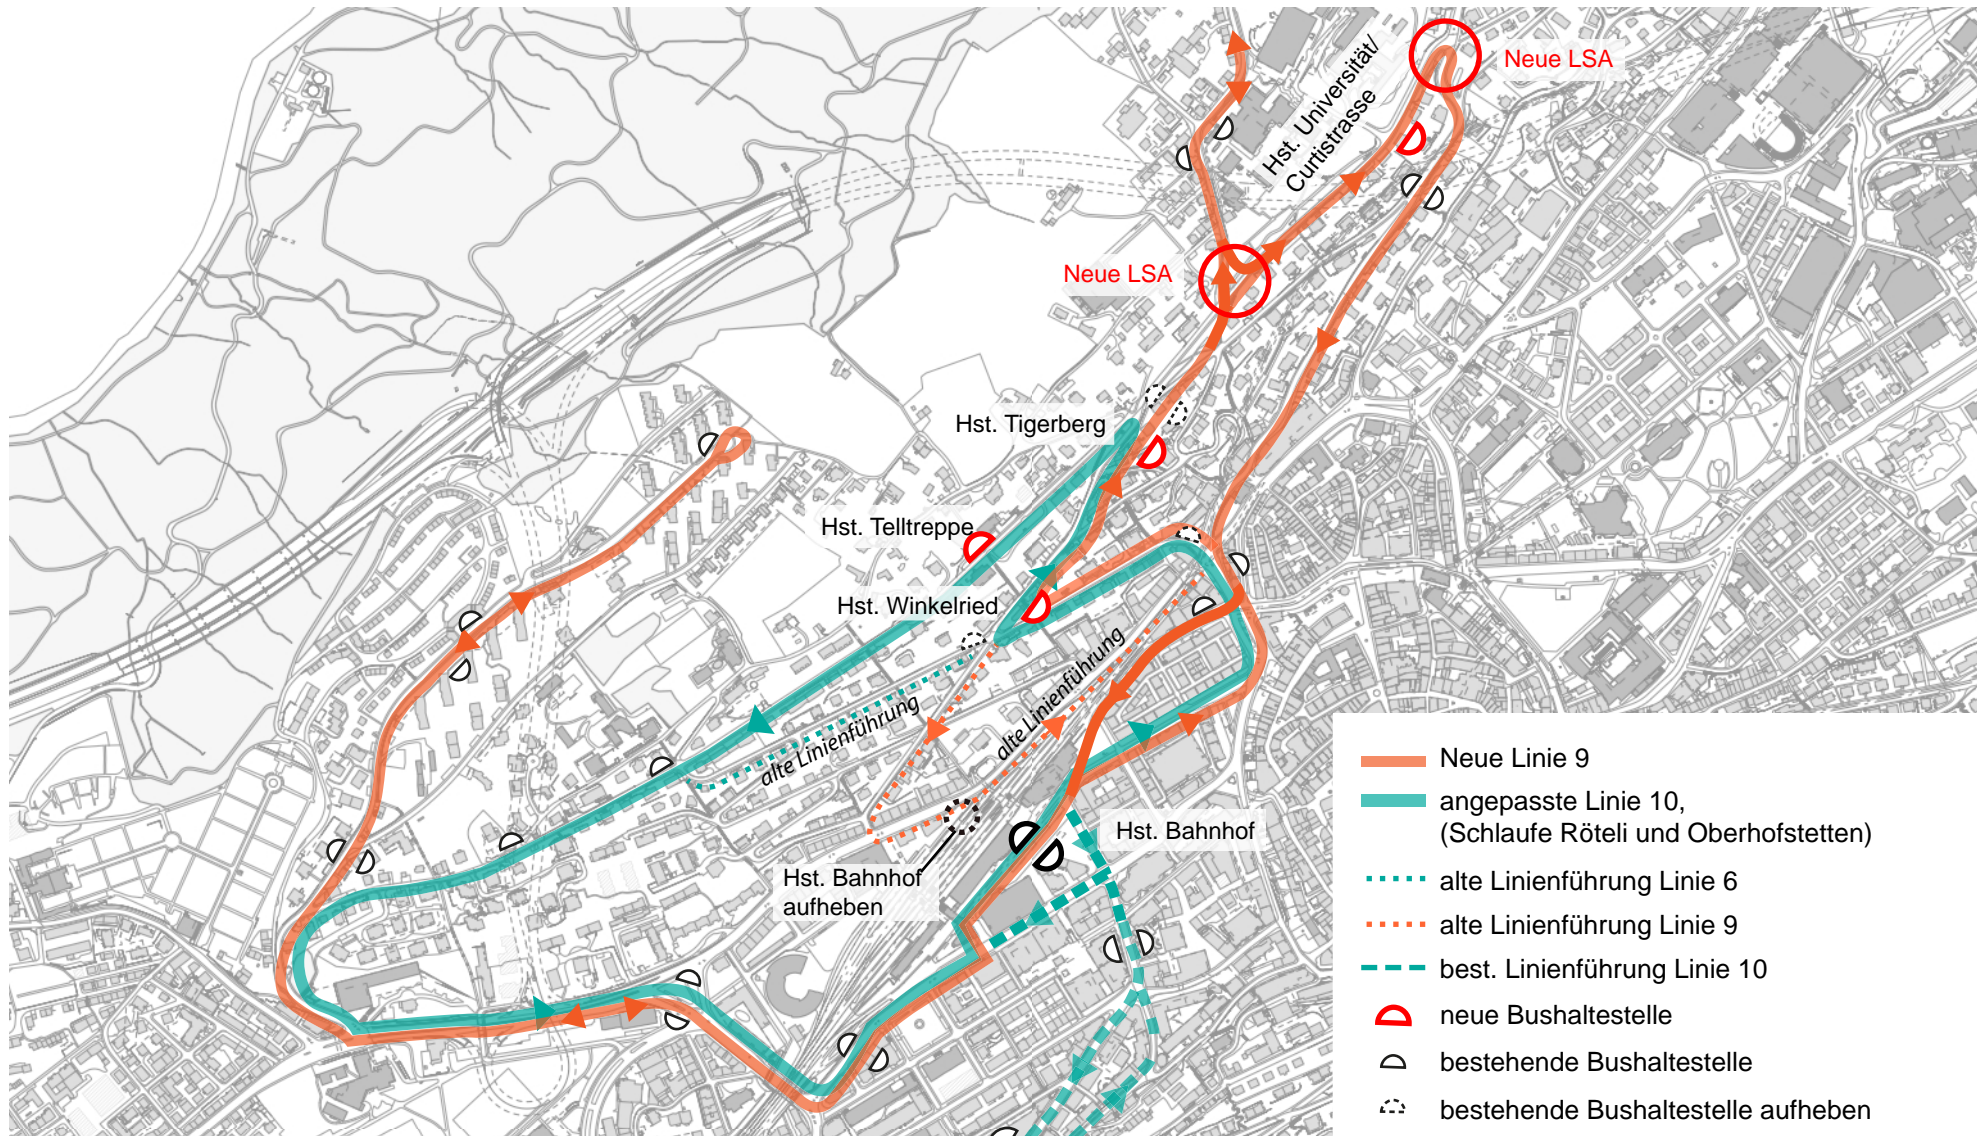 Neue LSA
Hst. Universität/
Curtistrasse
Neue LSA
Hst. Tigerberg
Hst. Telltreppe
Hst. Winkelried
alte Linienführung
alte Linienführung
Hst. Bahnhof
Hst. Bahnhof
aufheben
Neue Linie 9
angepasste Linie 10,
(Schlaufe Röteli und Oberhofstetten)
alte Linienführung Linie 6
alte Linienführung Linie 9
best. Linienführung Linie 10
neue Bushaltestelle
bestehende Bushaltestelle
bestehende Bushaltestelle aufheben